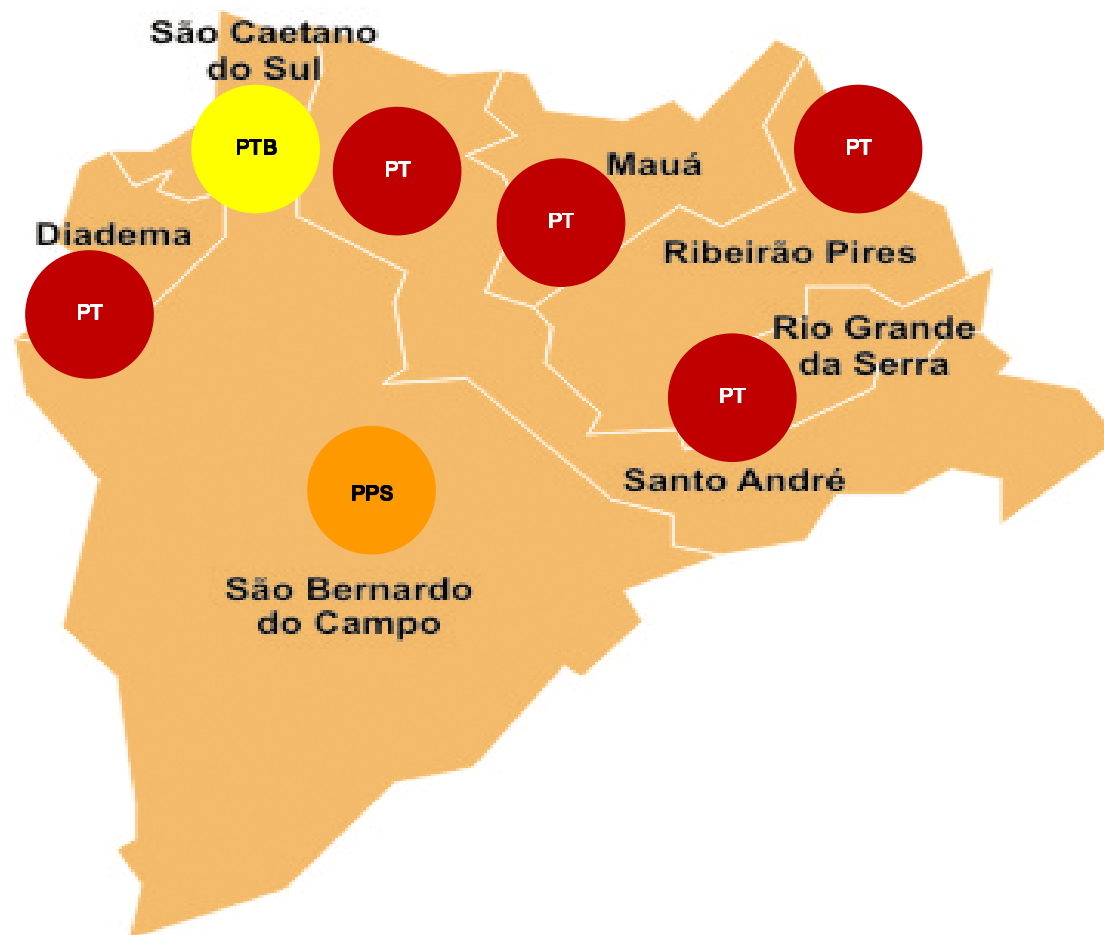 São Caetano
do Sul
PTB
PT
PT
Mauá
PT
Diadema
PT
Ribeirão Pires
Rio Grande
da Serra
PT
Santo André
PPS
São Bernardo
do Campo